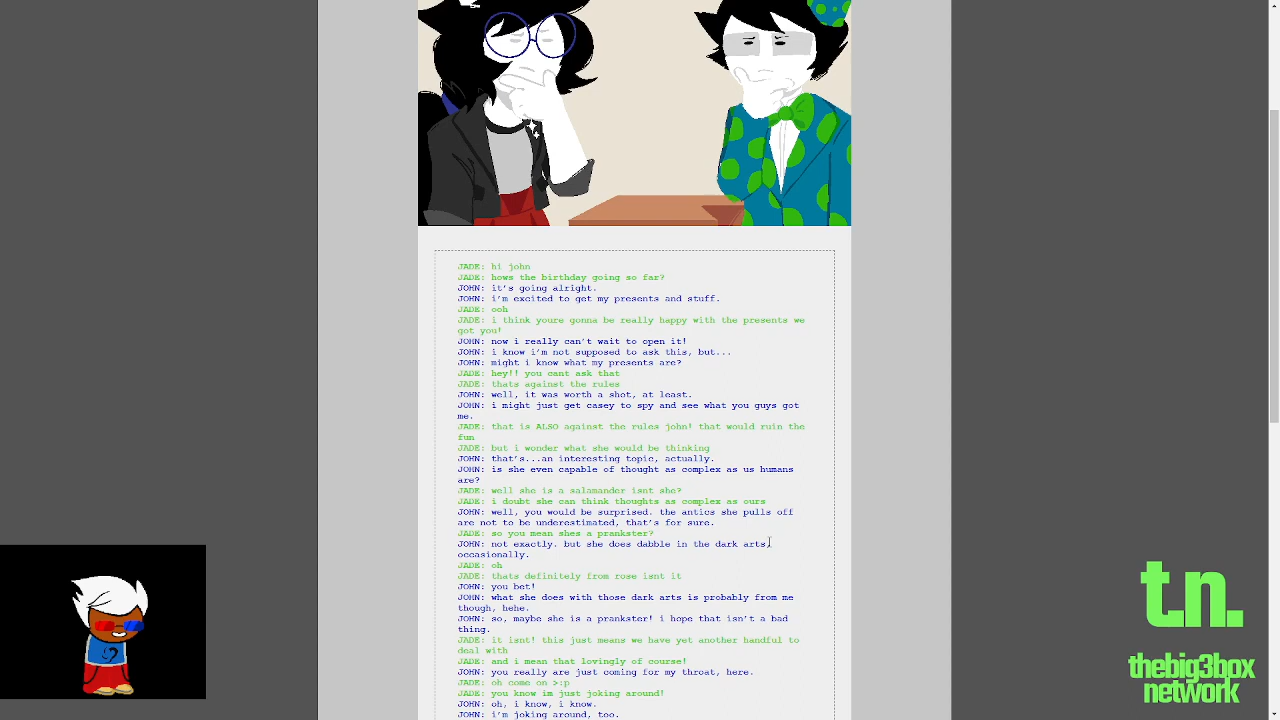 JADE: hi john
JADE: hows the birthday going so far?
JOHN: it's going alright.
JOHN: i'm excited to get my presents and stuff.
JADE: ooh
JADE: i think youre gonna be really happy with the presents we
got you!
JOHN: now i really can't wait to open it!
JOHN: i know i'm not supposed to ask this, but...
JOHN: might i know what my presents are?
JADE: hey!! you cant ask that
JADE: thats against the rules
JOHN: well, it was worth a shot, at least.
JOHN: i might just get casey to spy and see what you guys got
me.
JADE: that is ALSO against the rules john! that would ruin the
fun
JADE: but i wonder what she would be thinking
JOHN: that's...an interesting topic, actually.
JOHN: is she even capable of thought as complex as us humans
are?
JADE: well she is a salamander isnt she?
JADE: i doubt she can think thoughts as complex as ours
JOHN: well, you would be surprised. the antics she pulls off
are not to be underestimated, that's for sure.
JADE: so you mean shes a prankster?
JOHN: not exactly. but she does dabble in the dark arts,
occasionally.
JADE: oh
JADE: thats definitely from rose isnt it
JOHN: you bet!
JOHN: what she does with those dark arts is probably from me
though, hehe.
JOHN: so, maybe she is a prankster! i hope that isn't a bad
thing.
JADE: it isnt! this just means we have yet another handful to
deal with
JADE: and i mean that lovingly of course!
JOHN: you really are just coming for my throat, here.
JADE: oh come on >:p
JADE: you know im just joking around!
JOHN: oh, i know, i know.
JOHN: i'm joking around, too.
t.n.
thebig3box
network